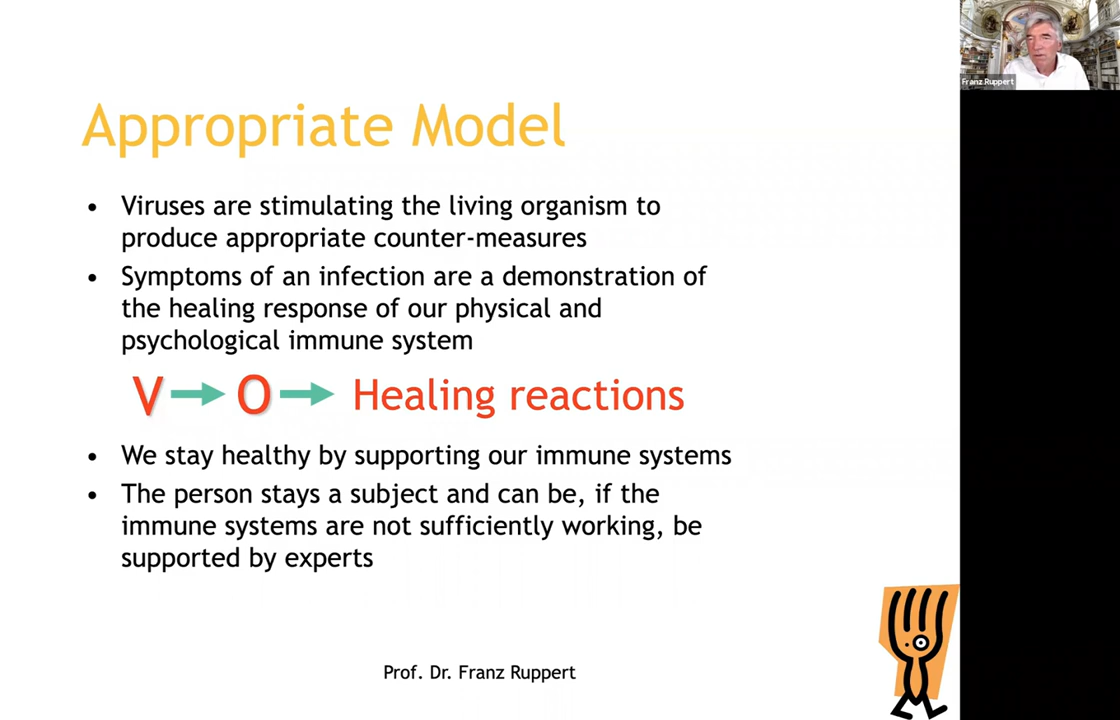 Franz Ruppert
Appropriate Model
• Viruses are stimulating the living organism to
produce appropriate counter-measures
• Symptoms of an infection are a demonstration of
the healing response of our physical and
psychological immune system
V → O → Healing reactions
• We stay healthy by supporting our immune systems
• The person stays a subject and can be, if the
immune systems are not sufficiently working, be
supported by experts
Prof. Dr. Franz Ruppert